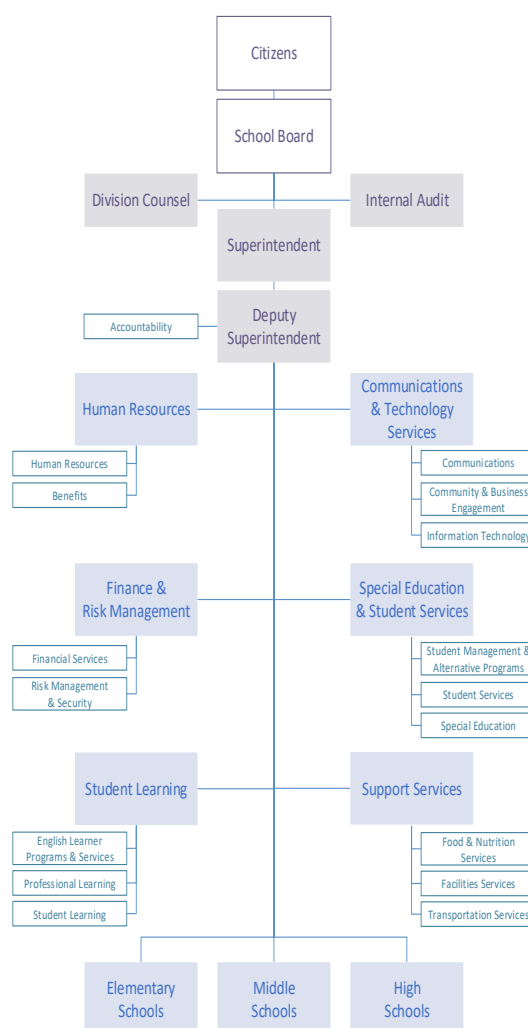 Citizens
School Board
Division Counsel
Internal Audit
Superintendent
Deputy
Superintendent
Accountability
Human Resources
Communications
& Technology
Services
Human Resources
Benefits
Communications
Community & Business
Engagement
Information Technology
Finance &
Risk Management
Special Education
& Student Services
Financial Services
Risk Management
& Security
Student Management &
Alternative Programs
Student Services
Special Education
Student Learning
Support Services
English Learner
Programs & Services
Professional Learning
Student Learning
Food & Nutrition
Services
Facilities Services
Transportation Services
Elementary
Schools
Middle
Schools
High
Schools